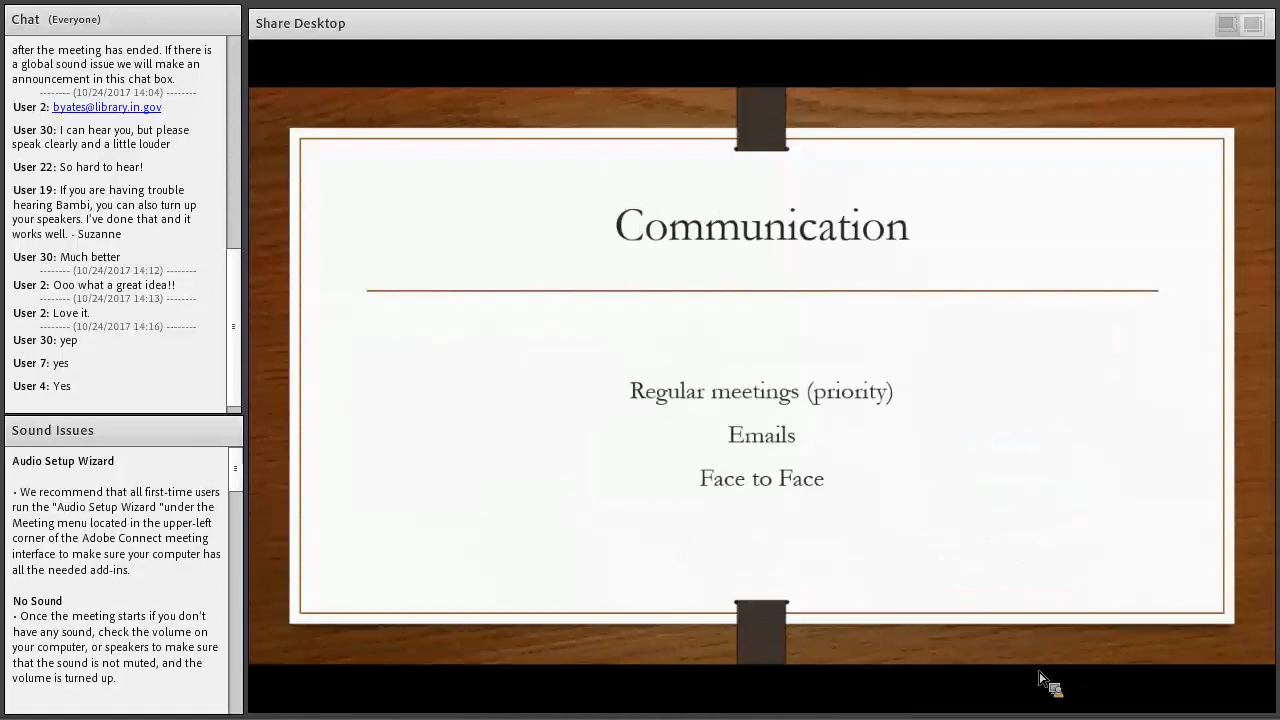 Chat (Everyone)
after the meeting has ended. If there is
a global sound issue we will make an
announcement in this chat box.
-------- (10/24/2017 14:04) --------
User 2: byates@library.in.gov
User 30: I can hear you, but please
speak clearly and a little louder
User 22: So hard to hear!
User 19: If you are having trouble
hearing Bambi, you can also turn up
your speakers. I've done that and it
works well. - Suzanne
User 30: Much better
-------- (10/24/2017 14:12) --------
User 2: Ooo what a great idea!!
-------- (10/24/2017 14:13) --------
User 2: Love it.
-------- (10/24/2017 14:16) --------
User 30: yep
User 7: yes
User 4: Yes
Sound Issues
Audio Setup Wizard
• We recommend that all first-time users
run the "Audio Setup Wizard "under the
Meeting menu located in the upper-left
corner of the Adobe Connect meeting
interface to make sure your computer has
all the needed add-ins.
No Sound
• Once the meeting starts if you don't
have any sound, check the volume on
your computer, or speakers to make sure
that the sound is not muted, and the
volume is turned up.
Share Desktop
Communication
Regular meetings (priority)
Emails
Face to Face